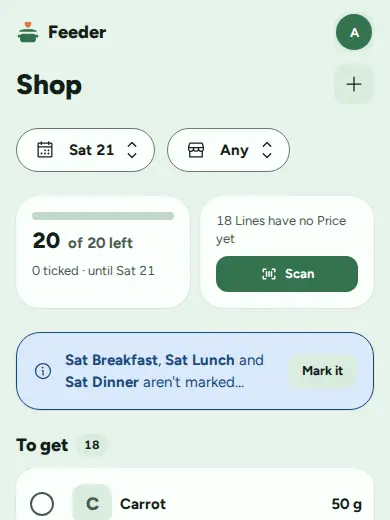 Feeder
A
Shop
Sat 21
Any
20 of 20 left
0 ticked · until Sat 21
18 Lines have no Price
yet
Scan
Sat Breakfast, Sat Lunch and
Sat Dinner aren't marked...
Mark it
To get 18
C Carrot 50 g